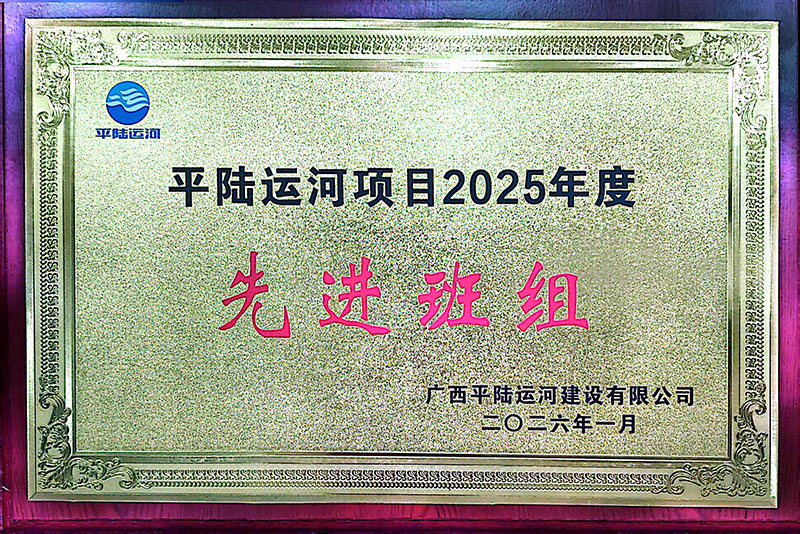 平陆运河
平陆运河项目2025年度
先进班组
广西平陆运河建设有限公司
二〇二六年一月